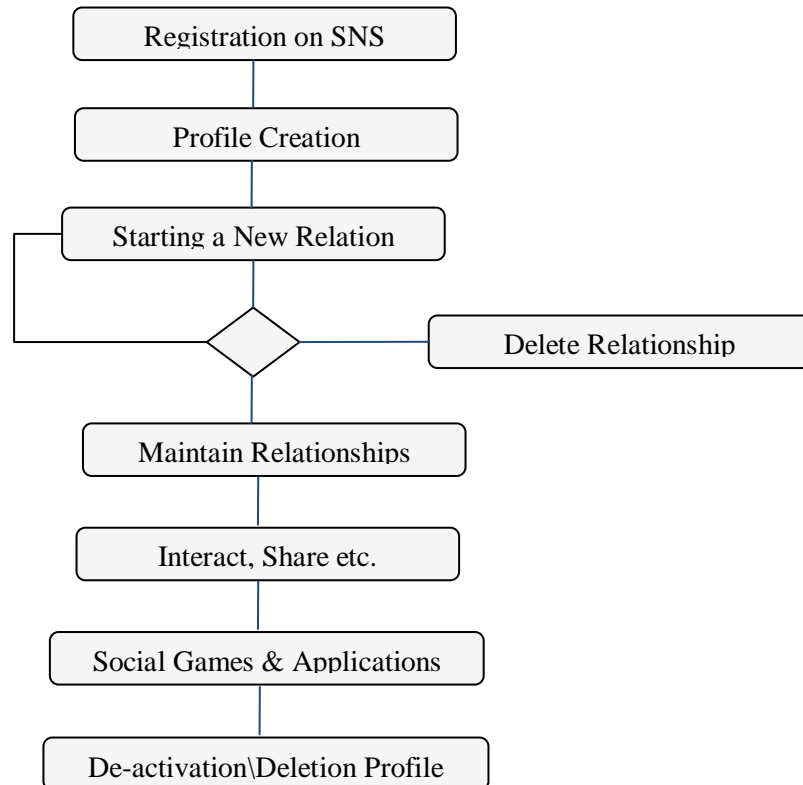 Registration on SNS
Profile Creation
Starting a New Relation
Delete Relationship
Maintain Relationships
Interact, Share etc.
Social Games & Applications
De-activation\Deletion Profile